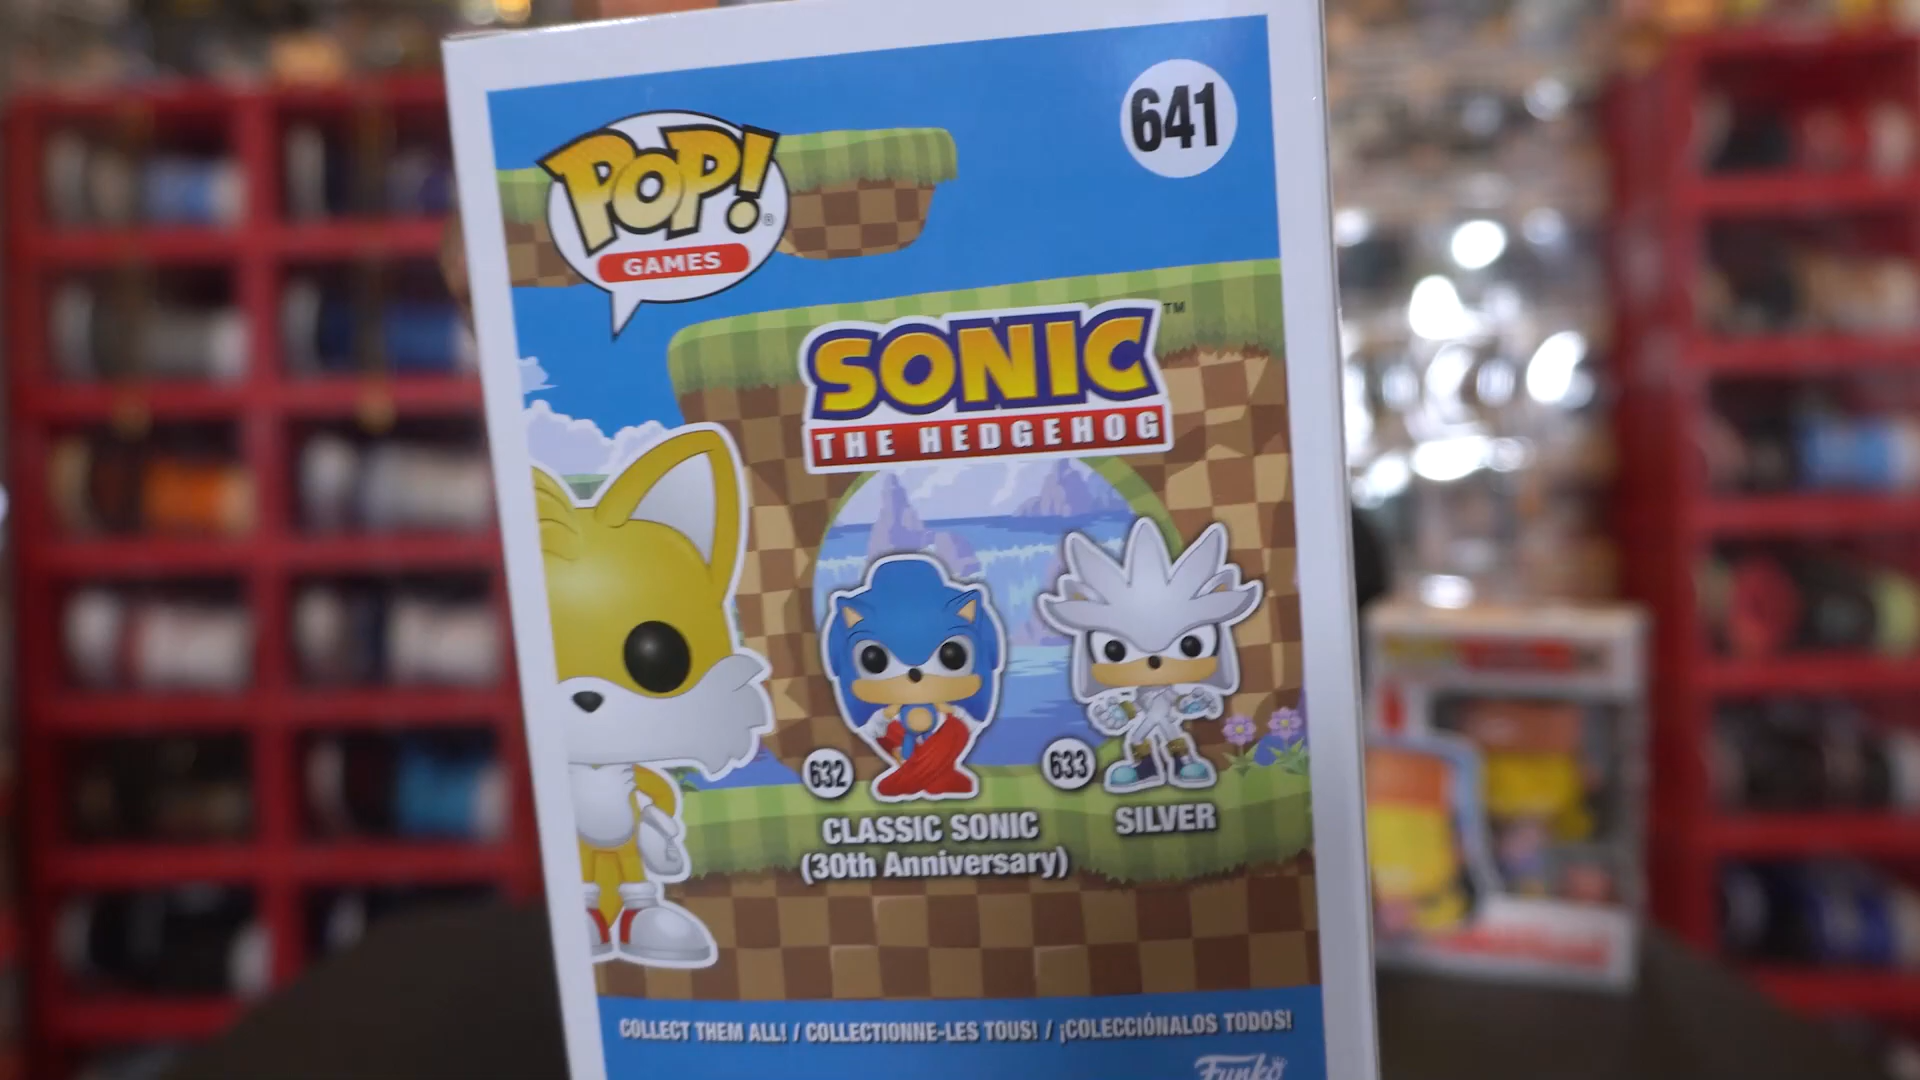 641
POP!
GAMES
SONIC™
THE HEDGEHOG
632
633
CLASSIC SONIC
(30th Anniversary)
SILVER
COLLECT THEM ALL! / COLLECTIONNE-LES TOUS! / ¡COLECCIÓNALOS TODOS!
Funko